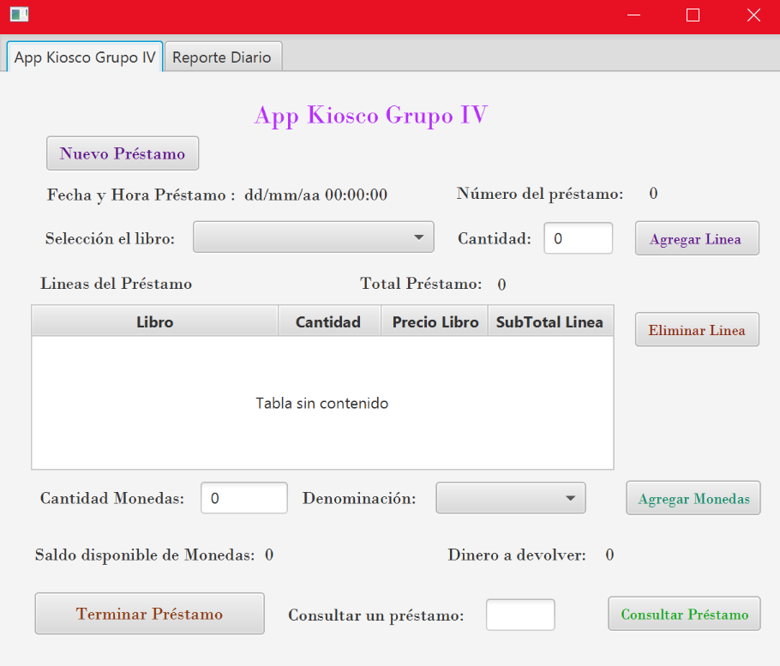 App Kiosco Grupo IV Reporte Diario
App Kiosco Grupo IV
Nuevo Préstamo
Fecha y Hora Préstamo : dd/mm/aa 00:00:00 Número del préstamo: 0
Selección el libro: Cantidad: 0 Agregar Linea
Lineas del Préstamo Total Préstamo: 0
Libro Cantidad Precio Libro SubTotal Linea
Eliminar Linea
Tabla sin contenido
Cantidad Monedas: 0 Denominación: Agregar Monedas
Saldo disponible de Monedas: 0 Dinero a devolver: 0
Terminar Préstamo Consultar un préstamo: Consultar Préstamo